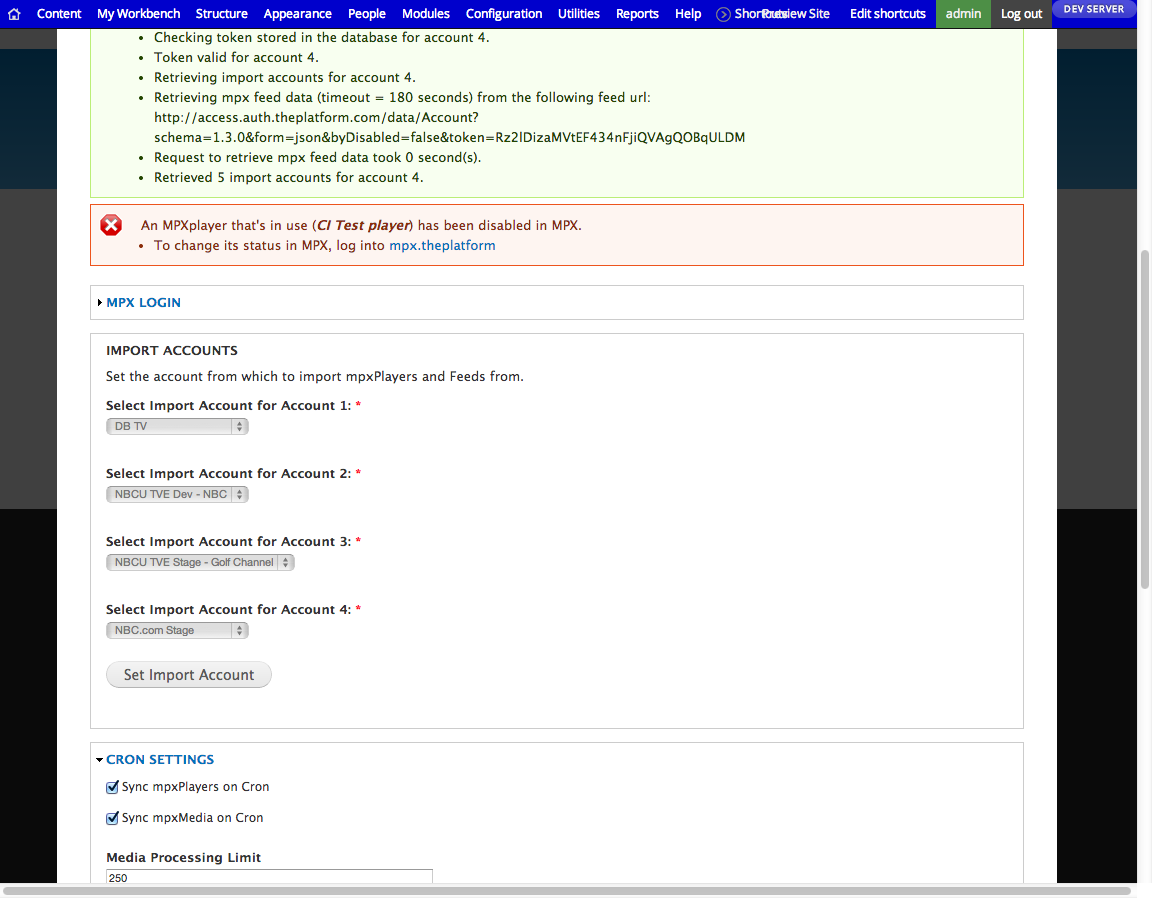 Content My Workbench Structure Appearance People Modules Configuration Utilities Reports Help Shortcuts Preview Site Edit shortcuts admin Log out DEV SERVER
Checking token stored in the database for account 4.
Token valid for account 4.
Retrieving import accounts for account 4.
Retrieving mpx feed data (timeout = 180 seconds) from the following feed url:
http://access.auth.theplatform.com/data/Account?
schema=1.3.0&form=json&byDisabled=false&token=Rz2lDizaMVtEF434nFjiQVAgQOBqULDM
Request to retrieve mpx feed data took 0 second(s).
Retrieved 5 import accounts for account 4.
An MPXplayer that's in use (CI Test player) has been disabled in MPX.
To change its status in MPX, log into mpx.theplatform
MPX LOGIN
IMPORT ACCOUNTS
Set the account from which to import mpxPlayers and Feeds from.
Select Import Account for Account 1: *
DB TV
Select Import Account for Account 2: *
NBCU TVE Dev - NBC
Select Import Account for Account 3: *
NBCU TVE Stage - Golf Channel
Select Import Account for Account 4: *
NBC.com Stage
Set Import Account
CRON SETTINGS
Sync mpxPlayers on Cron
Sync mpxMedia on Cron
Media Processing Limit
250